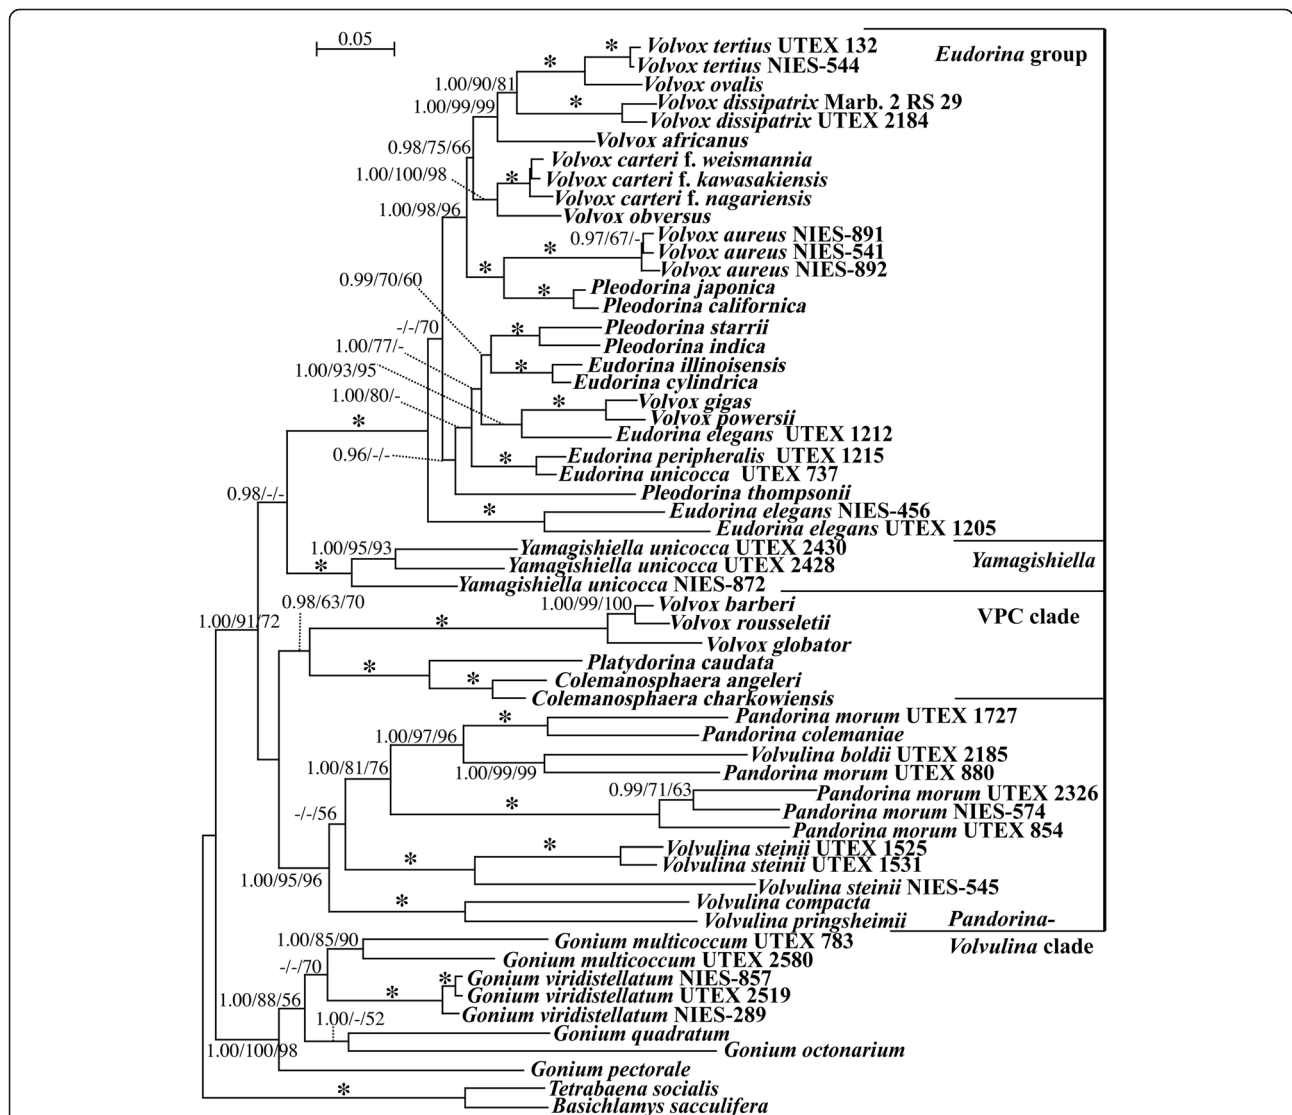 0.05
* Volvox tertius UTEX 132
Eudorina group
* Volvox tertius NIES-544
1.00/90/81 Volvox ovalis
* Volvox dissipatrix Marb. 2 RS 29
1.00/99/99
Volvox dissipatrix UTEX 2184
Volvox africanus
0.98/75/66
Volvox carteri f. weismannia
1.00/100/98 * Volvox carteri f. kawasakiensis
Volvox carteri f. nagariensis
1.00/98/96 Volvox obversus
0.97/67/- Volvox aureus NIES-891
* Volvox aureus NIES-541
* Volvox aureus NIES-892
0.99/70/60
* Pleodorina japonica
Pleodorina californica
-/-/70 * Pleodorina starrii
1.00/77/- Pleodorina indica
1.00/93/95 * Eudorina illinoisensis
Eudorina cylindrica
1.00/80/- * Volvox gigas
* Volvox powersii
Eudorina elegans UTEX 1212
0.96/-/- * Eudorina peripheralis UTEX 1215
Eudorina unicocca UTEX 737
0.98/-/- Pleodorina thompsonii
* Eudorina elegans NIES-456
Eudorina elegans UTEX 1205
1.00/95/93 Yamagishiella unicocca UTEX 2430
* Yamagishiella unicocca UTEX 2428
Yamagishiella
Yamagishiella unicocca NIES-872
0.98/63/70 1.00/99/100 Volvox barberi
1.00/91/72 * Volvox rousseletii
VPC clade
Volvox globator
* Platydorina caudata
* Colemanosphaera angeleri
Colemanosphaera charkowiensis
* Pandorina morum UTEX 1727
1.00/97/96 Pandorina colemaniae
Volvulina boldii UTEX 2185
1.00/81/76 1.00/99/99 Pandorina morum UTEX 880
0.99/71/63 Pandorina morum UTEX 2326
-/-/56 * Pandorina morum NIES-574
Pandorina morum UTEX 854
* * Volvulina steinii UTEX 1525
Volvulina steinii UTEX 1531
1.00/95/96 Volvulina steinii NIES-545
* Volvulina compacta
Volvulina pringsheimii
Pandorina-
Volvulina clade
1.00/85/90 Gonium multicoccum UTEX 783
Gonium multicoccum UTEX 2580
-/-/70 * Gonium viridistellatum NIES-857
* Gonium viridistellatum UTEX 2519
1.00/88/56 Gonium viridistellatum NIES-289
1.00/-/52 Gonium quadratum
1.00/100/98 Gonium octonarium
Gonium pectorale
* Tetrabaena socialis
Basichlamys sacculifera